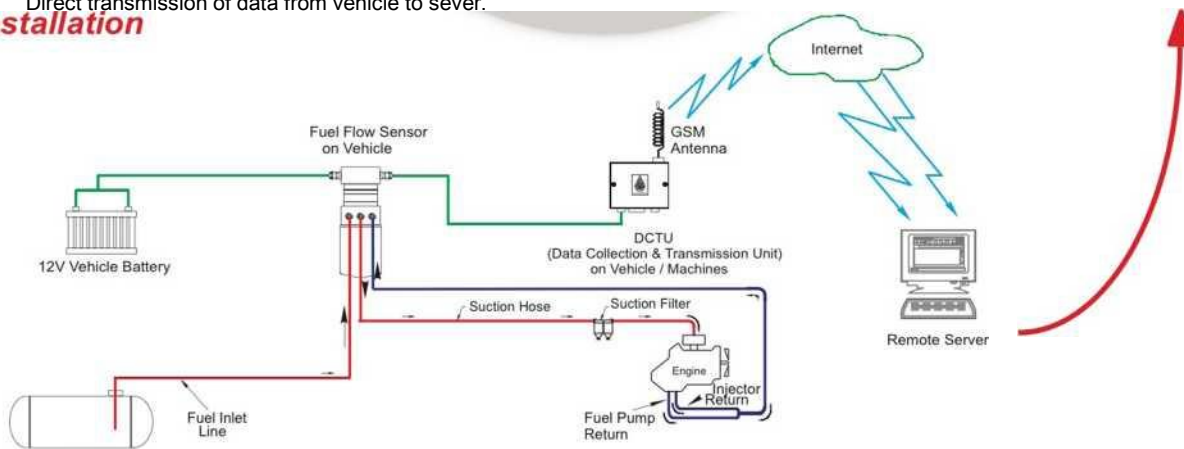 Direct transmission of data from vehicle to sever.
stallation
Internet
Fuel Flow Sensor
on Vehicle
GSM
Antenna
12V Vehicle Battery
DCTU
(Data Collection & Transmission Unit)
on Vehicle / Machines
Suction Hose
Suction Filter
Remote Server
Engine
Injector
Return
Fuel Inlet
Line
Fuel Pump
Return